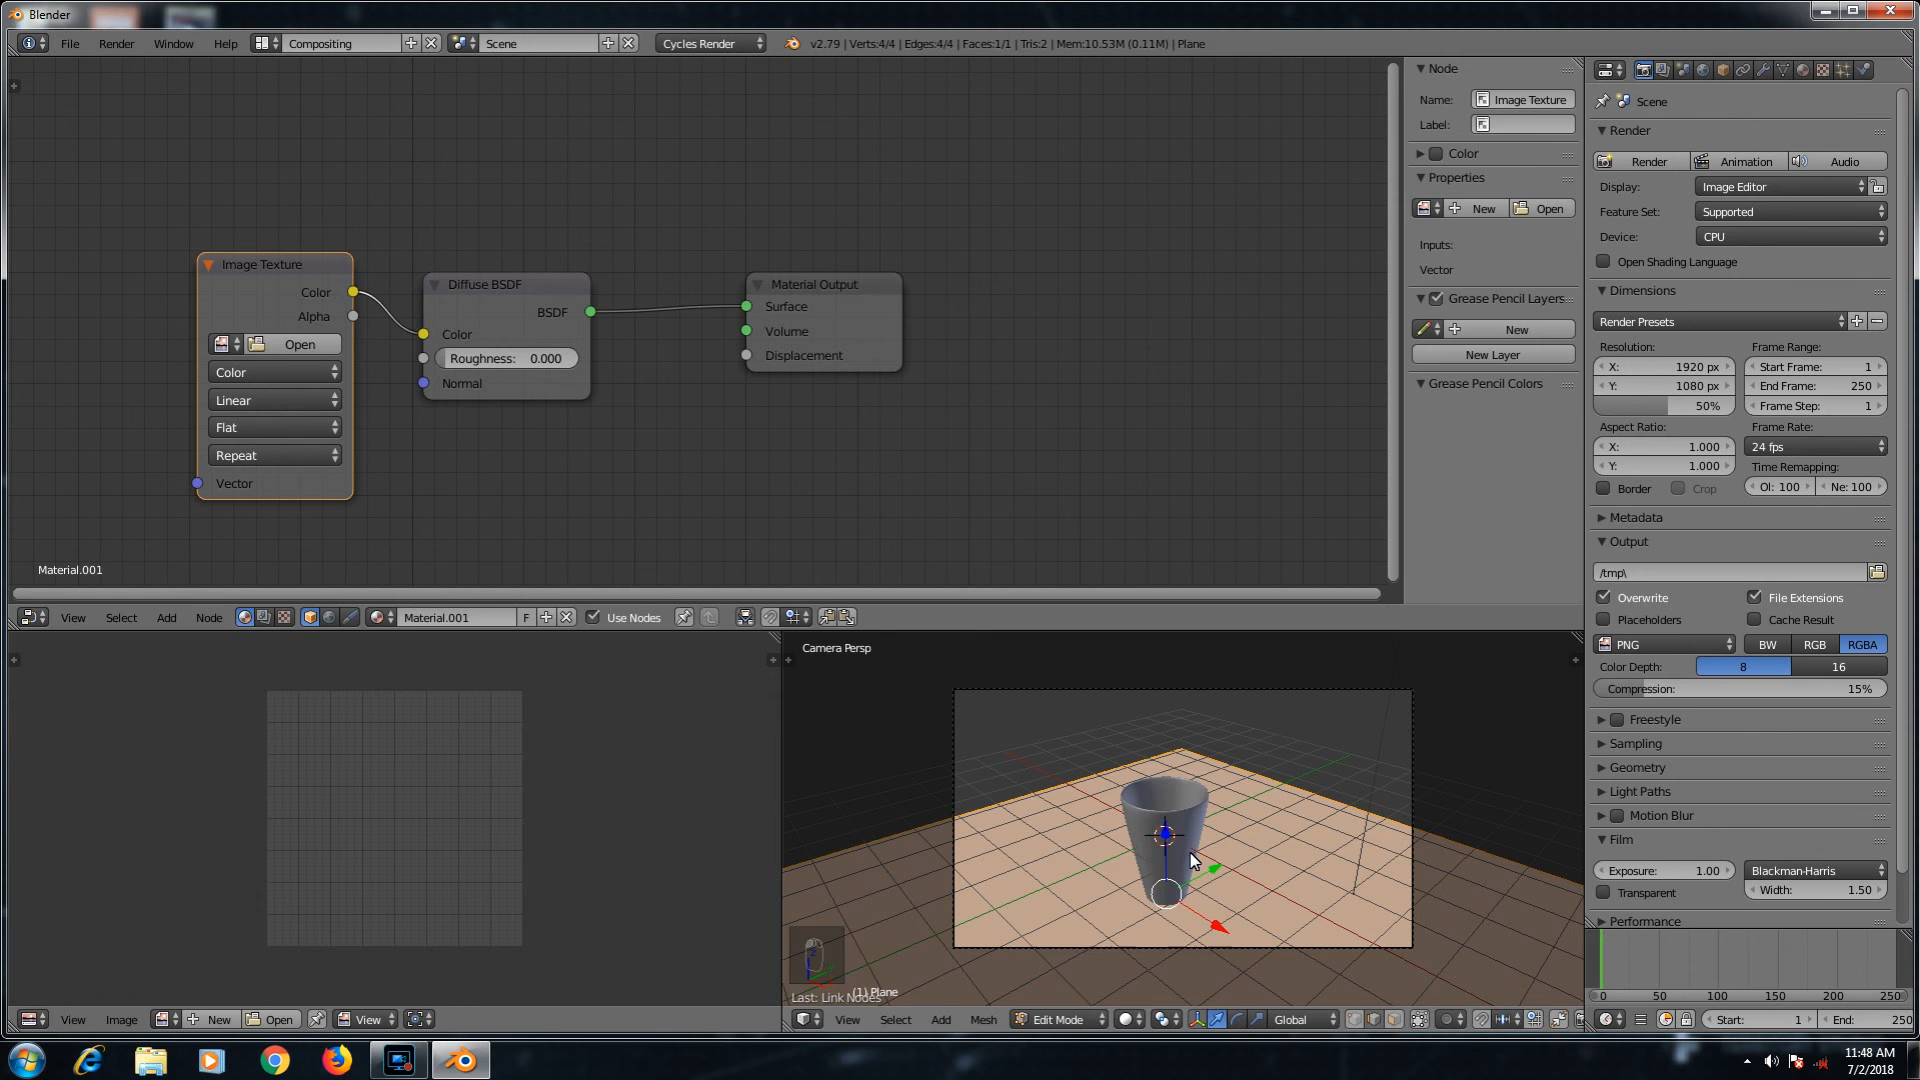 Blender
File Render Window Help Compositing Scene Cycles Render v2.79 | Verts:4/4 | Edges:4/4 | Faces:1/1 | Tris:2 | Mem:10.53M (0.11M) | Plane
Image Texture
Color
Alpha
Open
Color
Linear
Flat
Repeat
Vector
Diffuse BSDF
BSDF
Color
Roughness: 0.000
Normal
Material Output
Surface
Volume
Displacement
Material.001
Node
Name: Image Texture
Label:
Color
Properties
New Open
Inputs:
Vector
Grease Pencil Layers
New
New Layer
Grease Pencil Colors
Scene
Render
Render Animation Audio
Display: Image Editor
Feature Set: Supported
Device: CPU
Open Shading Language
Dimensions
Render Presets
Resolution: Frame Range:
X: 1920 px Start Frame: 1
Y: 1080 px End Frame: 250
50% Frame Step: 1
Aspect Ratio: Frame Rate:
X: 1.000 24 fps
Y: 1.000 Time Remapping:
Border Crop Ol: 100 Ne: 100
Metadata
Output
/tmp\
Overwrite File Extensions
Placeholders Cache Result
PNG BW RGB RGBA
Color Depth: 8 16
Compression: 15%
Freestyle
Sampling
Geometry
Light Paths
Motion Blur
Film
Exposure: 1.00 Blackman-Harris
Transparent Width: 1.50
Performance
View Select Add Node Material.001 F Use Nodes
Camera Persp
Last: Link Nodes
(1) Plane
View Image New Open View
View Select Add Mesh Edit Mode Global
0 50 100 150 200 250
Start: 1 End: 250
11:48 AM
7/2/2018